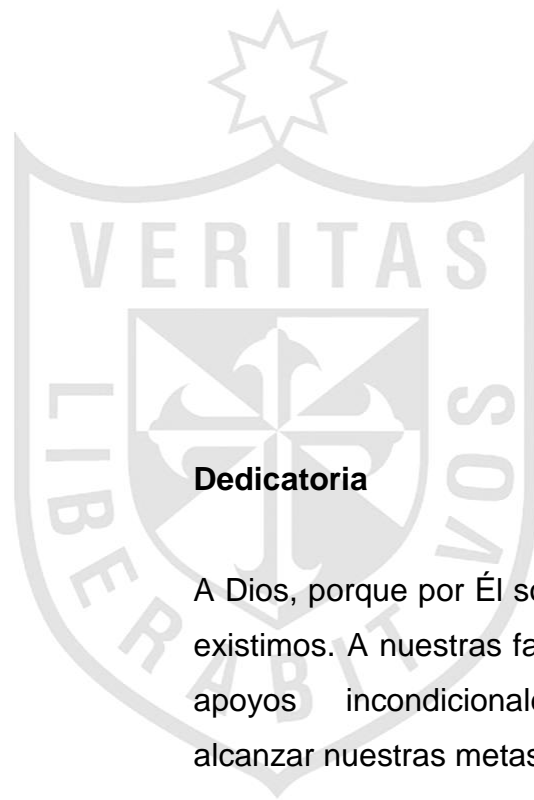 VERITAS
LIBERABIT VOS
Dedicatoria
A Dios, porque por Él so
existimos. A nuestras fa
apoyos incondicional
alcanzar nuestras metas